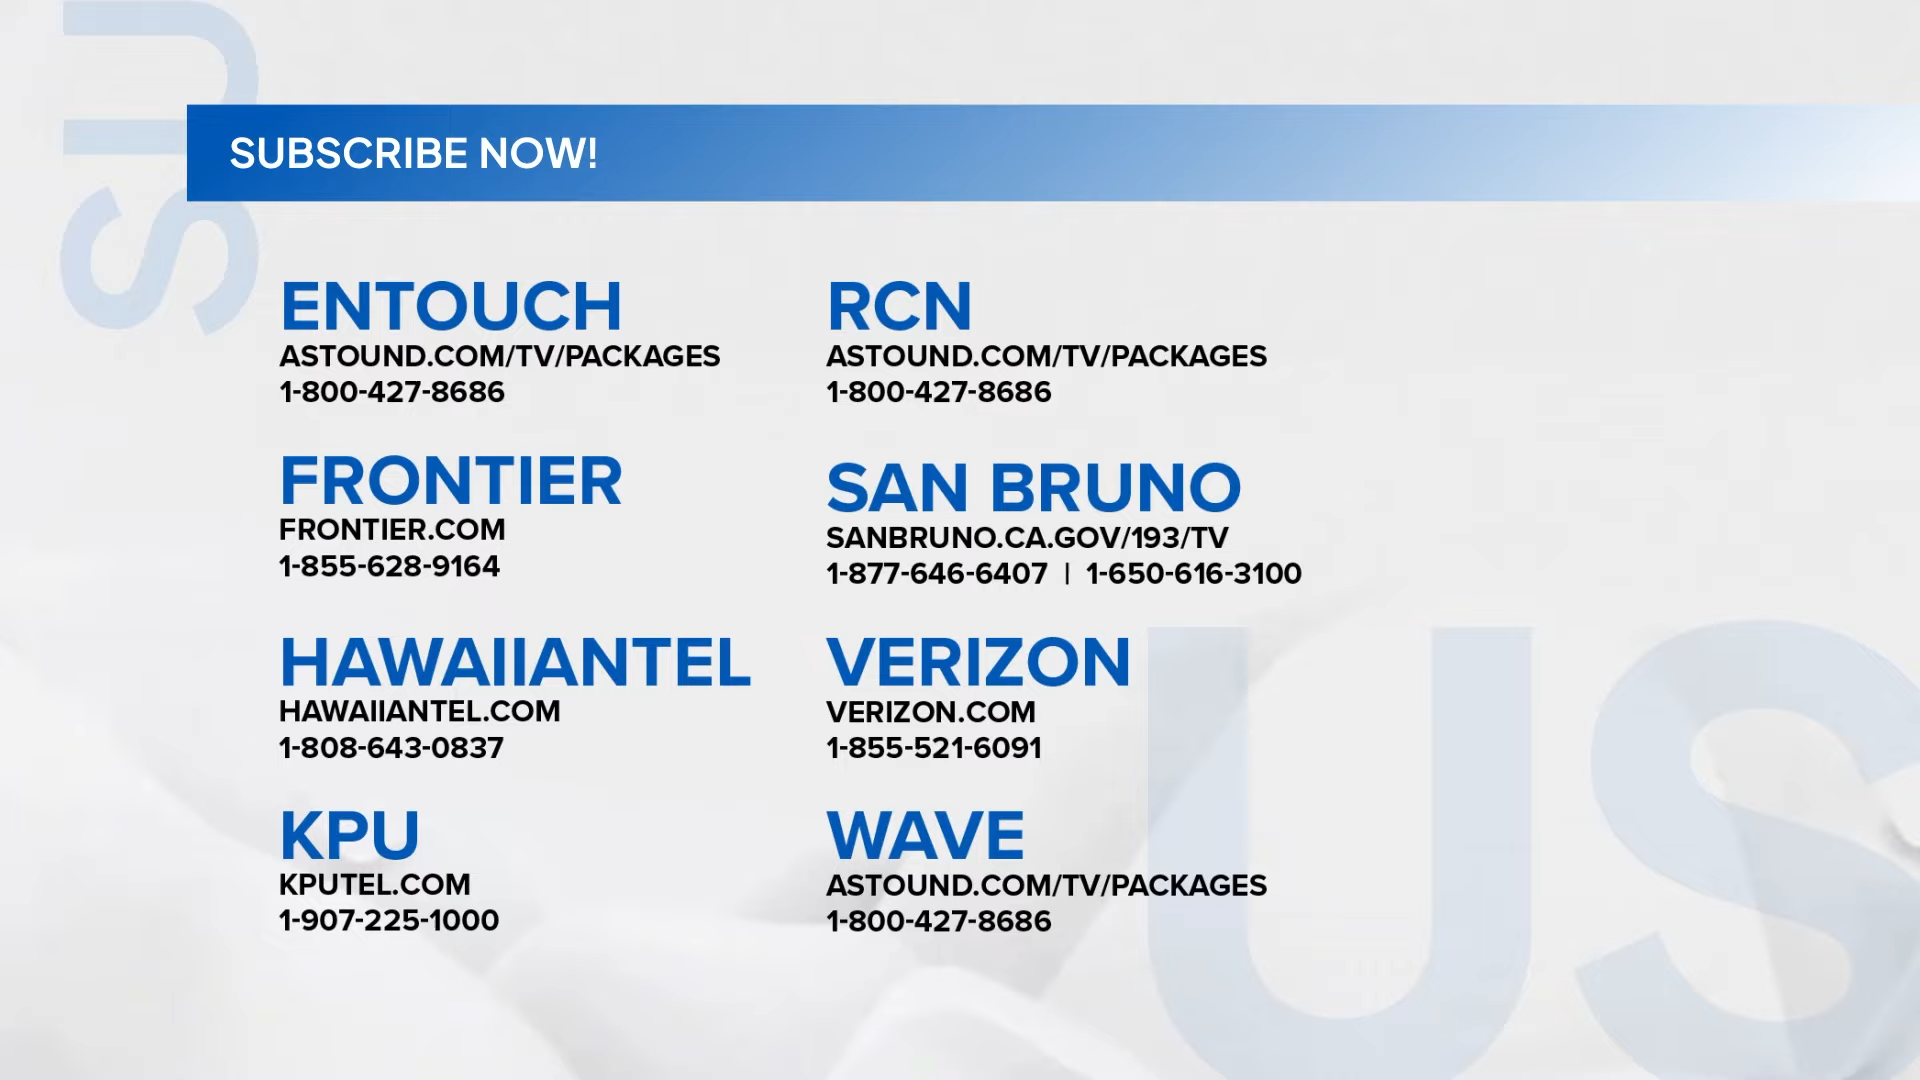 SUBSCRIBE NOW!
ENTOUCH
ASTOUND.COM/TV/PACKAGES
1-800-427-8686
FRONTIER
FRONTIER.COM
1-855-628-9164
HAWAIIANTEL
HAWAIIANTEL.COM
1-808-643-0837
KPU
KPUTEL.COM
1-907-225-1000
RCN
ASTOUND.COM/TV/PACKAGES
1-800-427-8686
SAN BRUNO
SANBRUNO.CA.GOV/193/TV
1-877-646-6407 | 1-650-616-3100
VERIZON
VERIZON.COM
1-855-521-6091
WAVE
ASTOUND.COM/TV/PACKAGES
1-800-427-8686
US